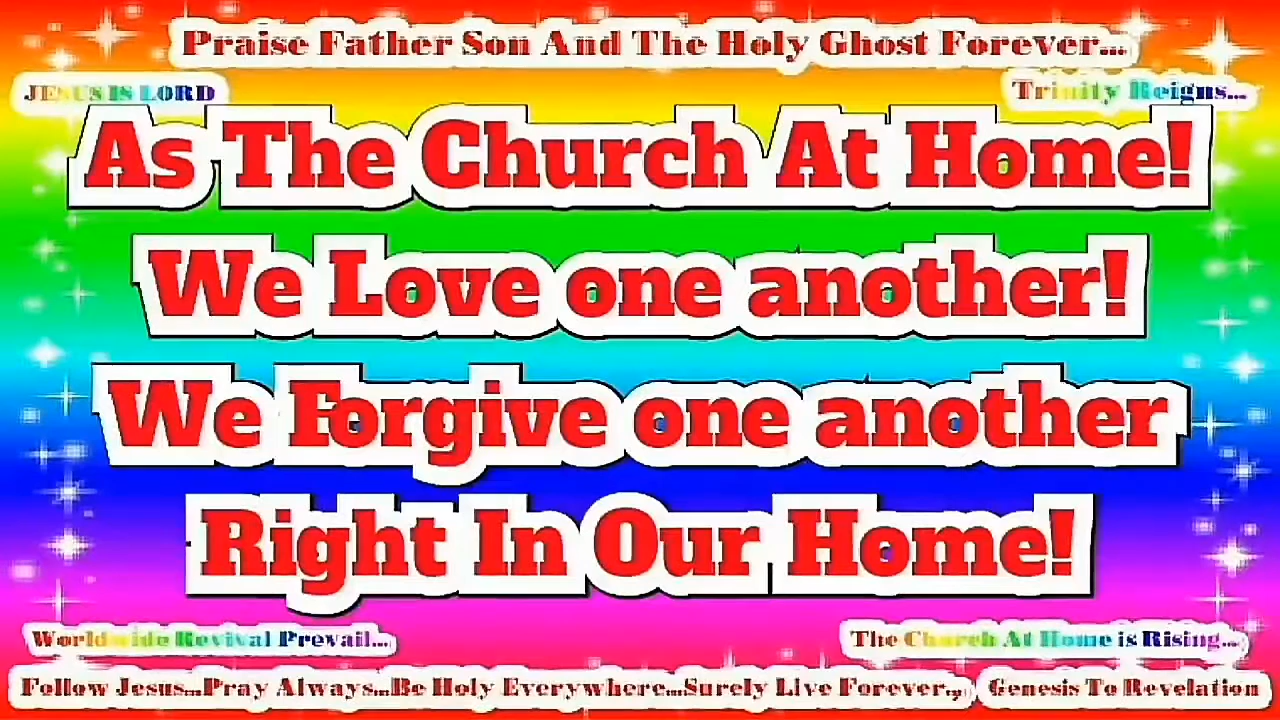 Praise Father Son And The Holy Ghost Forever...
JESUS IS LORD
Trinity Reigns...
As The Church At Home!
We Love one another!
We Forgive one another
Right In Our Home!
Worldwide Revival Prevail...
The Church At Home is Rising...
Follow Jesus...Pray Always...Be Holy Everywhere...Surely Live Forever..,
Genesis To Revelation